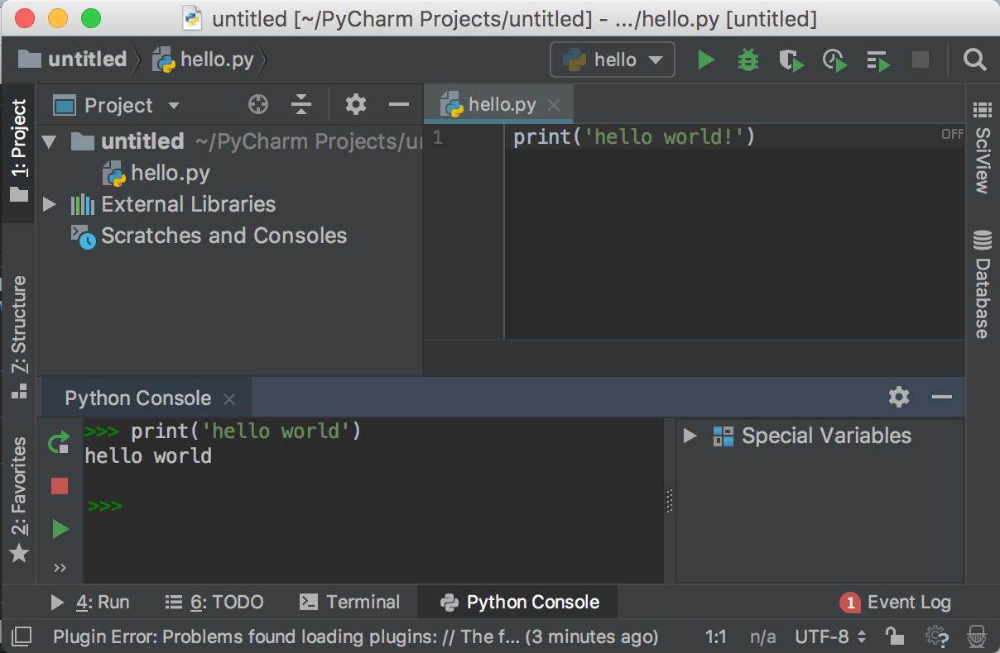 untitled [~/PyCharm Projects/untitled] - .../hello.py [untitled]
untitled hello.py hello
1: Project
Project
hello.py
untitled ~/PyCharm Projects/un
hello.py
External Libraries
Scratches and Consoles
1 print('hello world!') OFF
SciView
Database
7: Structure
2: Favorites
Python Console
>>> print('hello world')
hello world
>>>
Special Variables
4: Run 6: TODO Terminal Python Console 1 Event Log
Plugin Error: Problems found loading plugins: // The f... (3 minutes ago) 1:1 n/a UTF-8